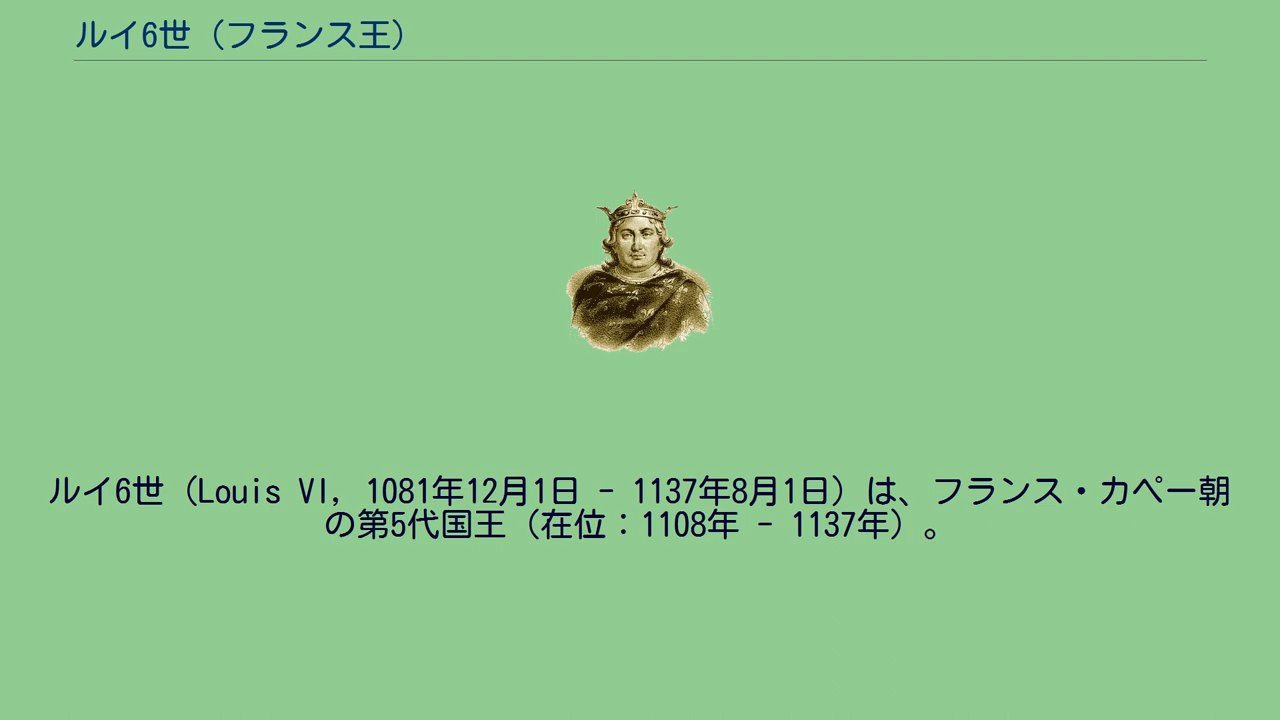 ルイ6世（フランス王）
ルイ6世（Louis VI, 1081年12月1日 - 1137年8月1日）は、フランス・カペー朝
の第5代国王（在位：1108年 - 1137年）。